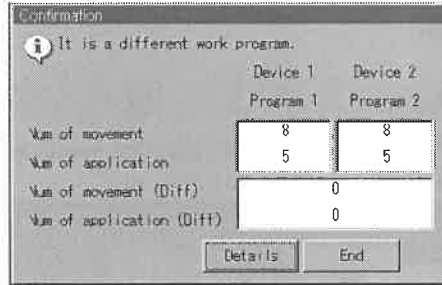 Confirmation
It is a different work program.
Device 1 Device 2
Program 1 Program 2
Num of movement 8 8
Num of application 5 5
Num of movement (Diff) 0
Num of application (Diff) 0
Details End